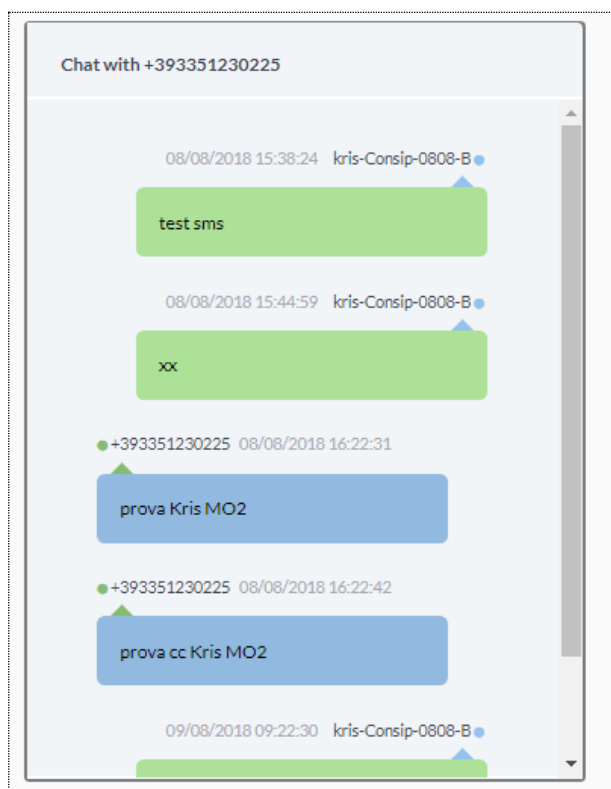 Chat with +393351230225
08/08/2018 15:38:24 kris-Consip-0808-B
test sms
08/08/2018 15:44:59 kris-Consip-0808-B
xx
+393351230225 08/08/2018 16:22:31
prova Kris MO2
+393351230225 08/08/2018 16:22:42
prova cc Kris MO2
09/08/2018 09:22:30 kris-Consip-0808-B